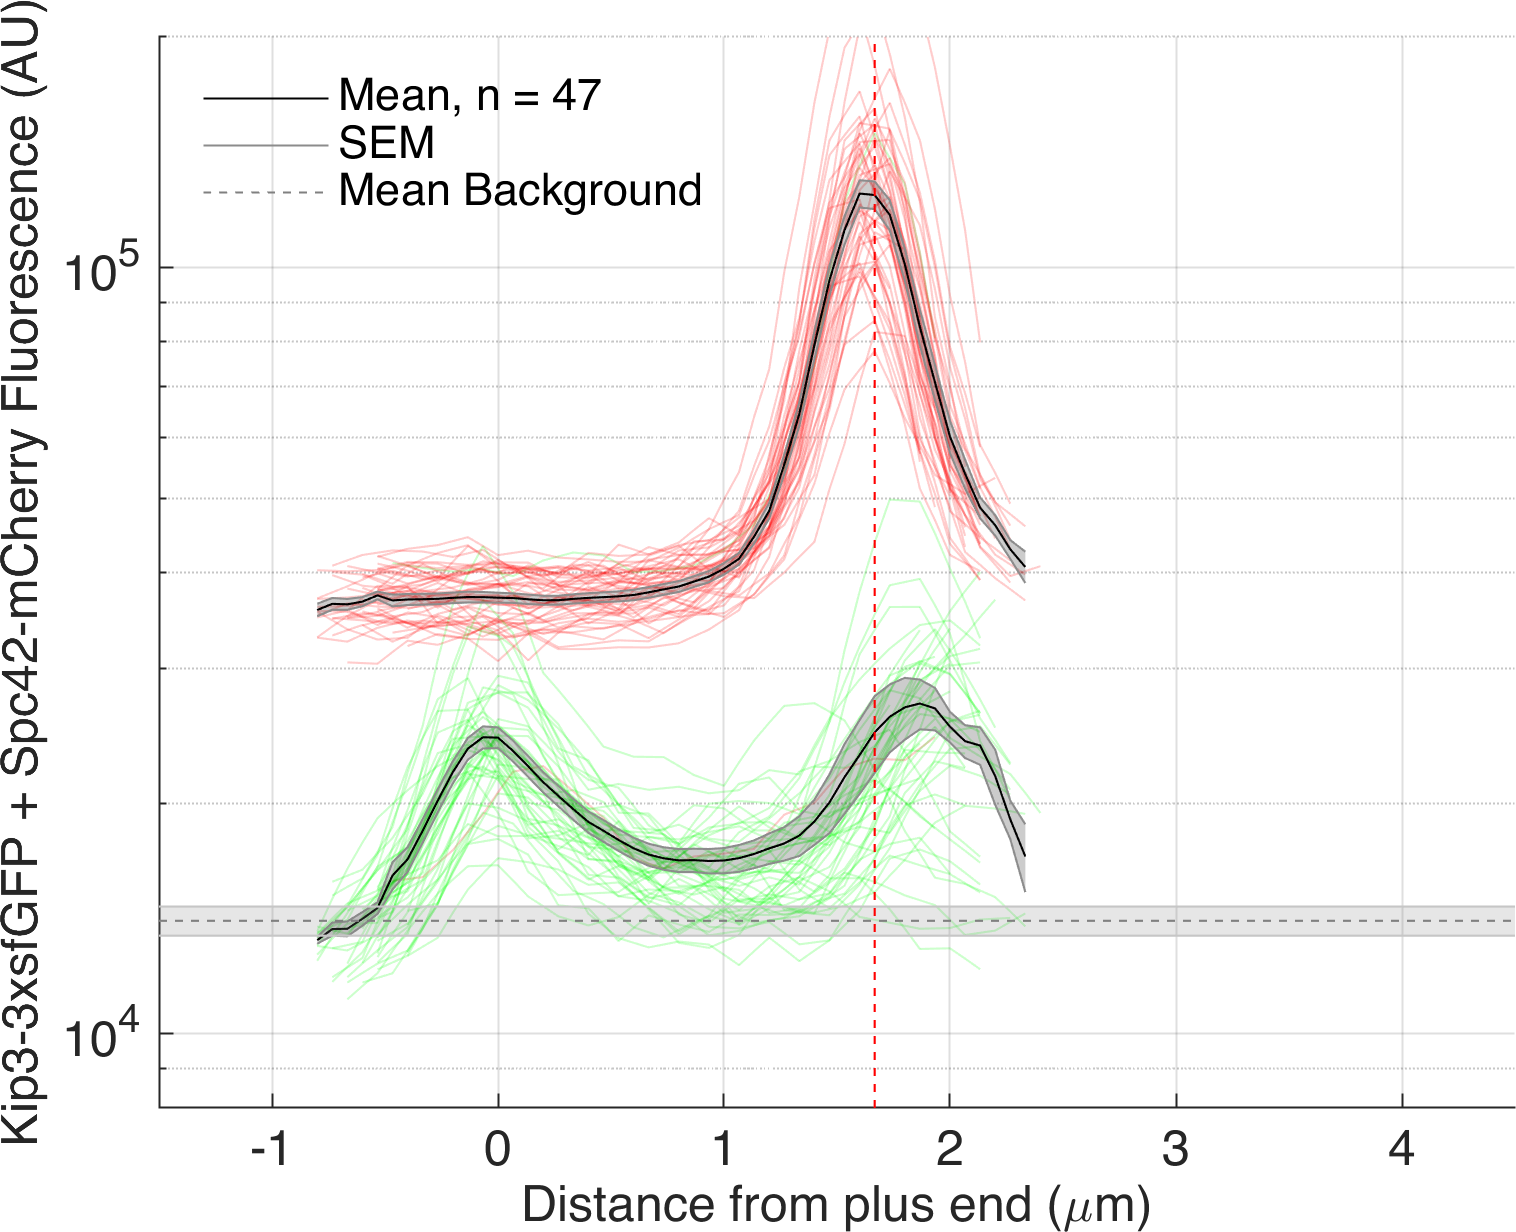 Kip3-3xsfGFP + Spc42-mCherry Fluorescence (AU)
Mean, n = 47
SEM
Mean Background
10^5
10^4
-1 0 1 2 3 4
Distance from plus end (μm)